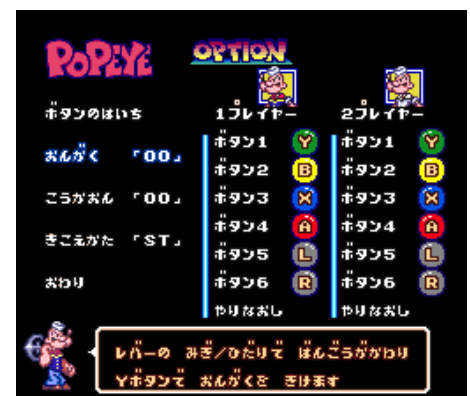 POPEYE OPTION
ボタンのはいち
おんがく 「00」
こうかおん 「00」
きこえかた 「ST」
おわり
1プレイヤー
ボタン1 Y
ボタン2 B
ボタン3 X
ボタン4 A
ボタン5 L
ボタン6 R
やりなおし
2プレイヤー
ボタン1 Y
ボタン2 B
ボタン3 X
ボタン4 A
ボタン5 L
ボタン6 R
やりなおし
レバーの みぎ/ひだりで ばんごうがかわり
Yボタンで おんがくを きけます